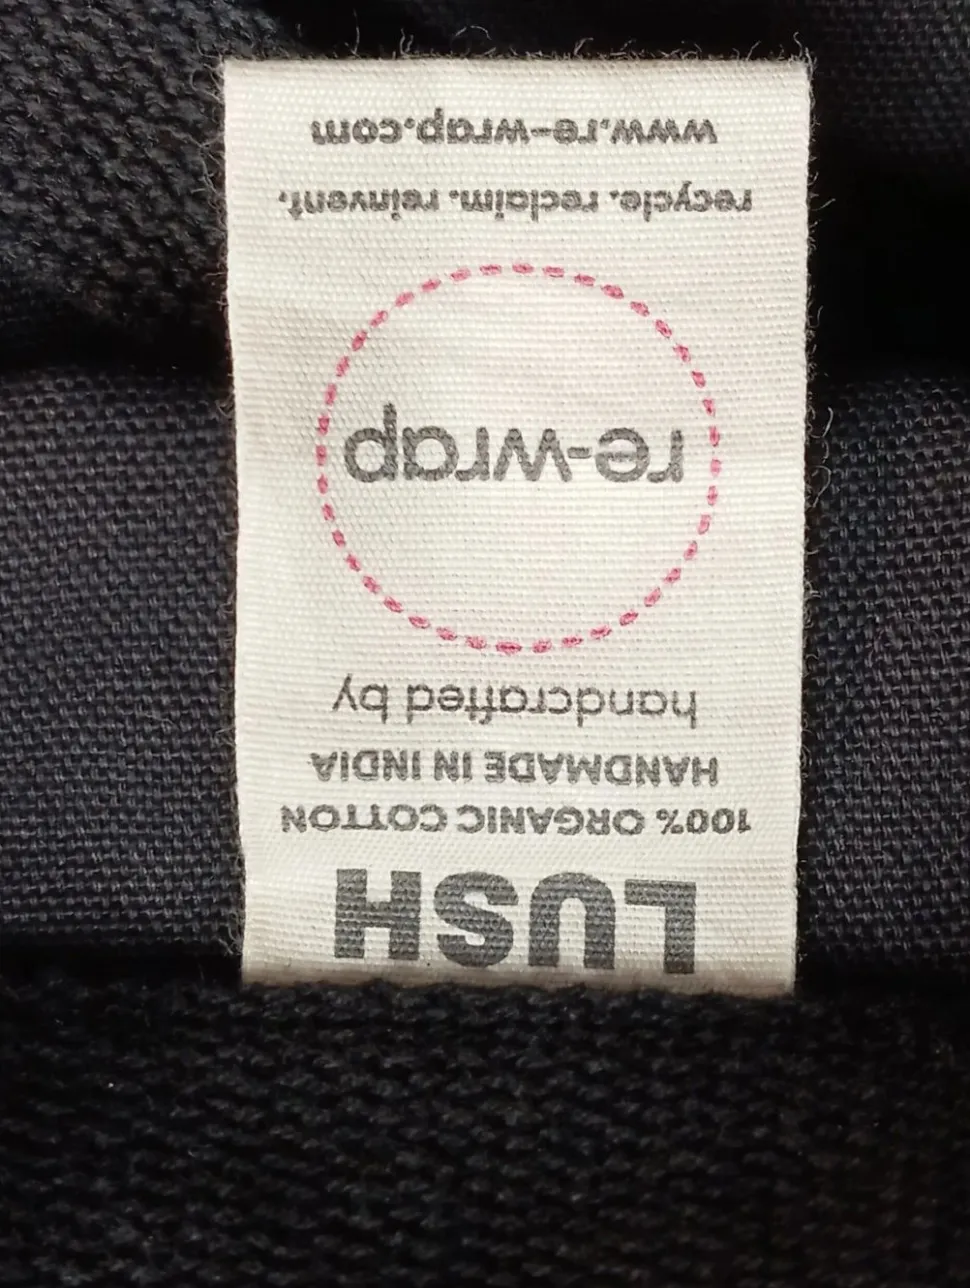 LUSH
100% ORGANIC COTTON
HANDMADE IN INDIA
handcrafted by
re-wrap
recycle. reclaim. reinvent.
www.re-wrap.com